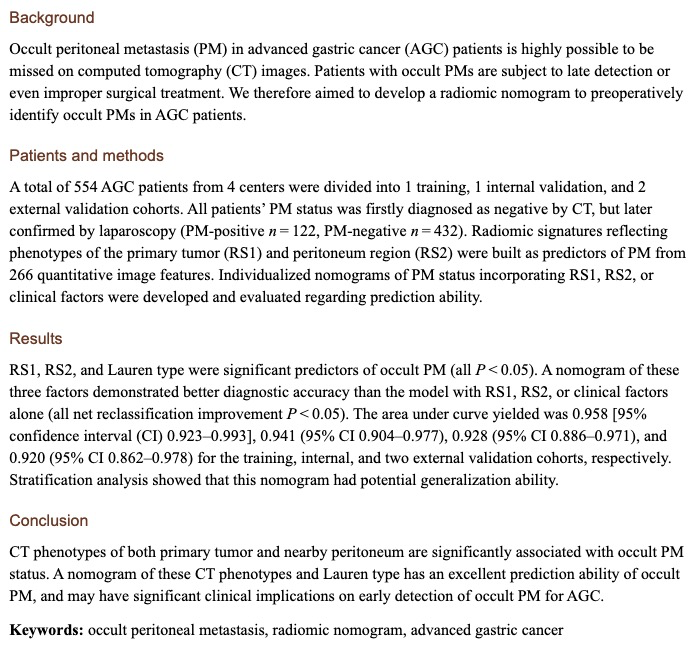 Background
Occult peritoneal metastasis (PM) in advanced gastric cancer (AGC) patients is highly possible to be
missed on computed tomography (CT) images. Patients with occult PMs are subject to late detection or
even improper surgical treatment. We therefore aimed to develop a radiomic nomogram to preoperatively
identify occult PMs in AGC patients.
Patients and methods
A total of 554 AGC patients from 4 centers were divided into 1 training, 1 internal validation, and 2
external validation cohorts. All patients’ PM status was firstly diagnosed as negative by CT, but later
confirmed by laparoscopy (PM-positive n = 122, PM-negative n = 432). Radiomic signatures reflecting
phenotypes of the primary tumor (RS1) and peritoneum region (RS2) were built as predictors of PM from
266 quantitative image features. Individualized nomograms of PM status incorporating RS1, RS2, or
clinical factors were developed and evaluated regarding prediction ability.
Results
RS1, RS2, and Lauren type were significant predictors of occult PM (all P < 0.05). A nomogram of these
three factors demonstrated better diagnostic accuracy than the model with RS1, RS2, or clinical factors
alone (all net reclassification improvement P < 0.05). The area under curve yielded was 0.958 [95%
confidence interval (CI) 0.923–0.993], 0.941 (95% CI 0.904–0.977), 0.928 (95% CI 0.886–0.971), and
0.920 (95% CI 0.862–0.978) for the training, internal, and two external validation cohorts, respectively.
Stratification analysis showed that this nomogram had potential generalization ability.
Conclusion
CT phenotypes of both primary tumor and nearby peritoneum are significantly associated with occult PM
status. A nomogram of these CT phenotypes and Lauren type has an excellent prediction ability of occult
PM, and may have significant clinical implications on early detection of occult PM for AGC.
Keywords: occult peritoneal metastasis, radiomic nomogram, advanced gastric cancer